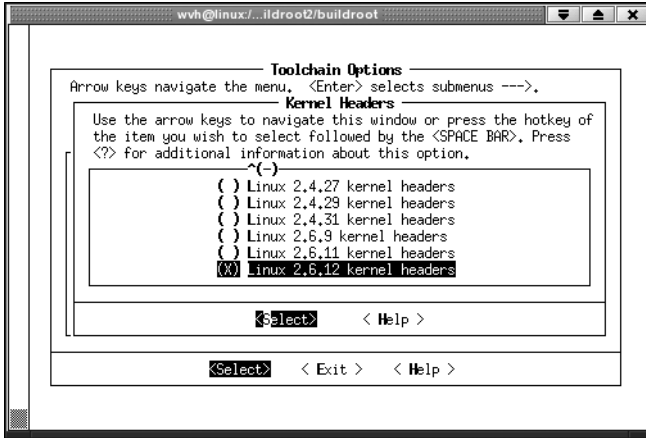 wvh@linux:/...ildroot2/buildroot
Toolchain Options
Arrow keys navigate the menu. <Enter> selects submenus --->.
Kernel Headers
Use the arrow keys to navigate this window or press the hotkey of
the item you wish to select followed by the <SPACE BAR>. Press
<?> for additional information about this option.
^(-)
( ) Linux 2.4.27 kernel headers
( ) Linux 2.4.29 kernel headers
( ) Linux 2.4.31 kernel headers
( ) Linux 2.6.9 kernel headers
( ) Linux 2.6.11 kernel headers
(X) Linux 2.6.12 kernel headers
<Select> < Help >
<Select> < Exit > < Help >